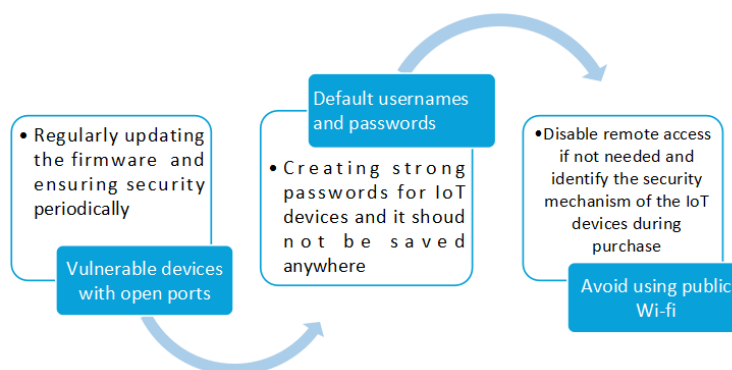 • Regularly updating
the firmware and
ensuring security
periodically
Vulnerable devices
with open ports
Default usernames
and passwords
• Creating strong
passwords for IoT
devices and it shoud
not be saved
anywhere
•Disable remote access
if not needed and
identify the security
mechanism of the IoT
devices during
purchase
Avoid using public
Wi-fi